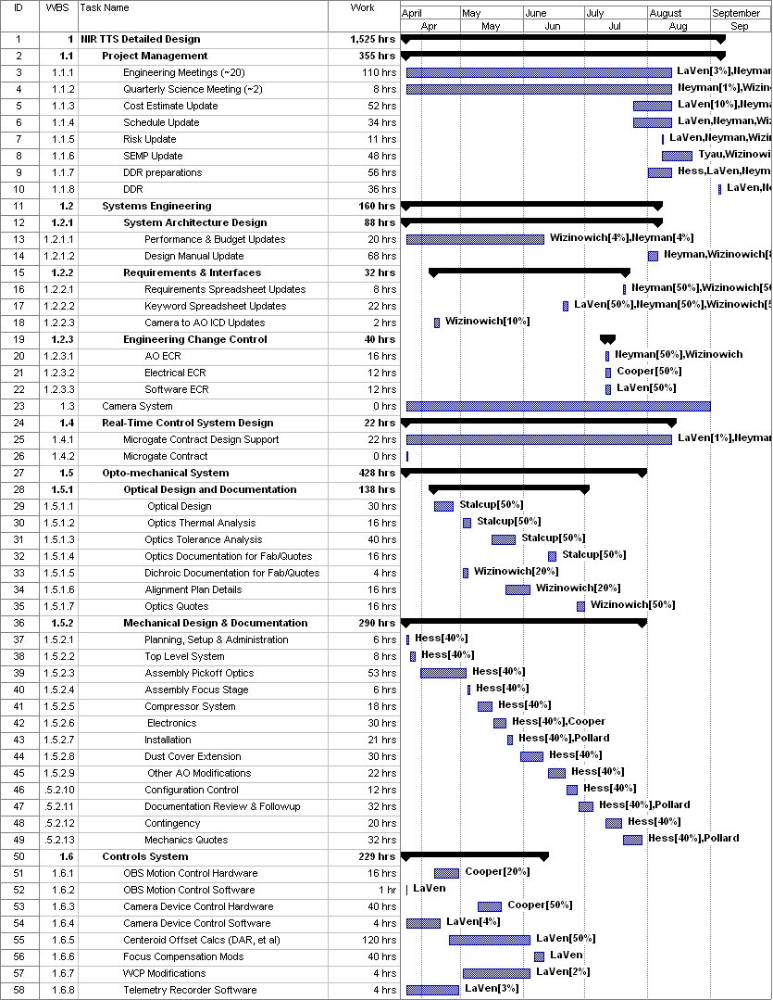 ID WBS Task Name Work April May June July August September
Apr May Jun Jul Aug Sep
1 1 NIR TTS Detailed Design 1,525 hrs
2 1.1 Project Management 355 hrs
3 1.1.1 Engineering Meetings (~20) 110 hrs LaVen[3%],Neyman
4 1.1.2 Quarterly Science Meeting (~2) 8 hrs Neyman[1%],Wizin
5 1.1.3 Cost Estimate Update 52 hrs LaVen[10%],Neyma
6 1.1.4 Schedule Update 34 hrs LaVen,Neyman,Wiz
7 1.1.5 Risk Update 11 hrs LaVen,Neyman,Wizin
8 1.1.6 SEMP Update 48 hrs Tyau,Wizinowi
9 1.1.7 DDR preparations 56 hrs Hess,LaVen,Neym
10 1.1.8 DDR 36 hrs LaVen,Ne
11 1.2 Systems Engineering 160 hrs
12 1.2.1 System Architecture Design 88 hrs
13 1.2.1.1 Performance & Budget Updates 20 hrs Wizinowich[4%],Neyman[4%]
14 1.2.1.2 Design Manual Update 68 hrs Neyman,Wizinowich[8
15 1.2.2 Requirements & Interfaces 32 hrs
16 1.2.2.1 Requirements Spreadsheet Updates 8 hrs Neyman[50%],Wizinowich[50
17 1.2.2.2 Keyword Spreadsheet Updates 22 hrs LaVen[50%],Neyman[50%],Wizinowich[5
18 1.2.2.3 Camera to AO ICD Updates 2 hrs Wizinowich[10%]
19 1.2.3 Engineering Change Control 40 hrs
20 1.2.3.1 AO ECR 16 hrs Neyman[50%],Wizinowich
21 1.2.3.2 Electrical ECR 12 hrs Cooper[50%]
22 1.2.3.3 Software ECR 12 hrs LaVen[50%]
23 1.3 Camera System 0 hrs
24 1.4 Real-Time Control System Design 22 hrs
25 1.4.1 Microgate Contract Design Support 22 hrs LaVen[1%],Neyman
26 1.4.2 Microgate Contract 0 hrs
27 1.5 Opto-mechanical System 428 hrs
28 1.5.1 Optical Design and Documentation 138 hrs
29 1.5.1.1 Optical Design 30 hrs Stalcup[50%]
30 1.5.1.2 Optics Thermal Analysis 16 hrs Stalcup[50%]
31 1.5.1.3 Optics Tolerance Analysis 40 hrs Stalcup[50%]
32 1.5.1.4 Optics Documentation for Fab/Quotes 16 hrs Stalcup[50%]
33 1.5.1.5 Dichroic Documentation for Fab/Quotes 4 hrs Wizinowich[20%]
34 1.5.1.6 Alignment Plan Details 16 hrs Wizinowich[20%]
35 1.5.1.7 Optics Quotes 16 hrs Wizinowich[50%]
36 1.5.2 Mechanical Design & Documentation 290 hrs
37 1.5.2.1 Planning, Setup & Administration 6 hrs Hess[40%]
38 1.5.2.2 Top Level System 8 hrs Hess[40%]
39 1.5.2.3 Assembly Pickoff Optics 53 hrs Hess[40%]
40 1.5.2.4 Assembly Focus Stage 6 hrs Hess[40%]
41 1.5.2.5 Compressor System 18 hrs Hess[40%]
42 1.5.2.6 Electronics 30 hrs Hess[40%],Cooper
43 1.5.2.7 Installation 21 hrs Hess[40%],Pollard
44 1.5.2.8 Dust Cover Extension 30 hrs Hess[40%]
45 1.5.2.9 Other AO Modifications 22 hrs Hess[40%]
46 .5.2.10 Configuration Control 12 hrs Hess[40%]
47 .5.2.11 Documentation Review & Followup 32 hrs Hess[40%],Pollard
48 .5.2.12 Contingency 20 hrs Hess[40%]
49 .5.2.13 Mechanics Quotes 32 hrs Hess[40%],Pollard
50 1.6 Controls System 229 hrs
51 1.6.1 OBS Motion Control Hardware 16 hrs Cooper[20%]
52 1.6.2 OBS Motion Control Software 1 hr LaVen
53 1.6.3 Camera Device Control Hardware 40 hrs Cooper[50%]
54 1.6.4 Camera Device Control Software 4 hrs LaVen[4%]
55 1.6.5 Centeroid Offset Calcs (DAR, et al) 120 hrs LaVen[50%]
56 1.6.6 Focus Compensation Mods 40 hrs LaVen
57 1.6.7 WCP Modifications 4 hrs LaVen[2%]
58 1.6.8 Telemetry Recorder Software 4 hrs LaVen[3%]